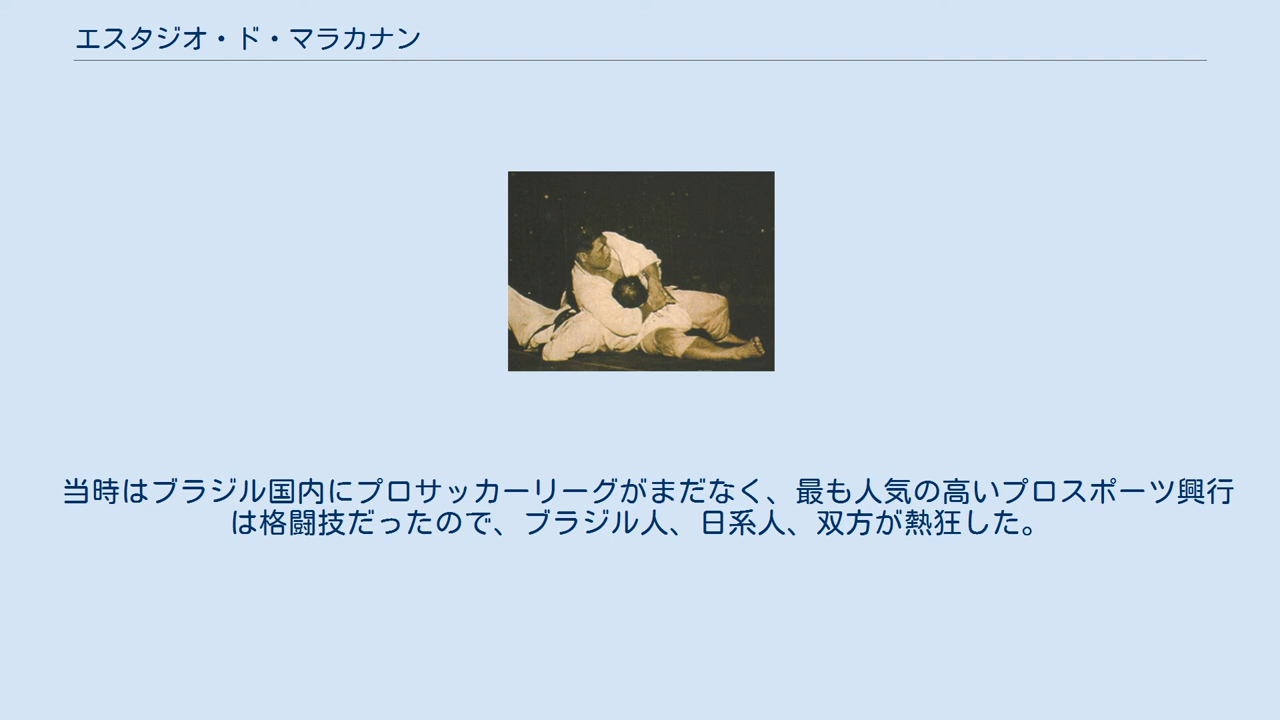 エスタジオ・ド・マラカナン
当時はブラジル国内にプロサッカーリーグがまだなく、最も人気の高いプロスポーツ興行
は格闘技だったので、ブラジル人、日系人、双方が熱狂した。